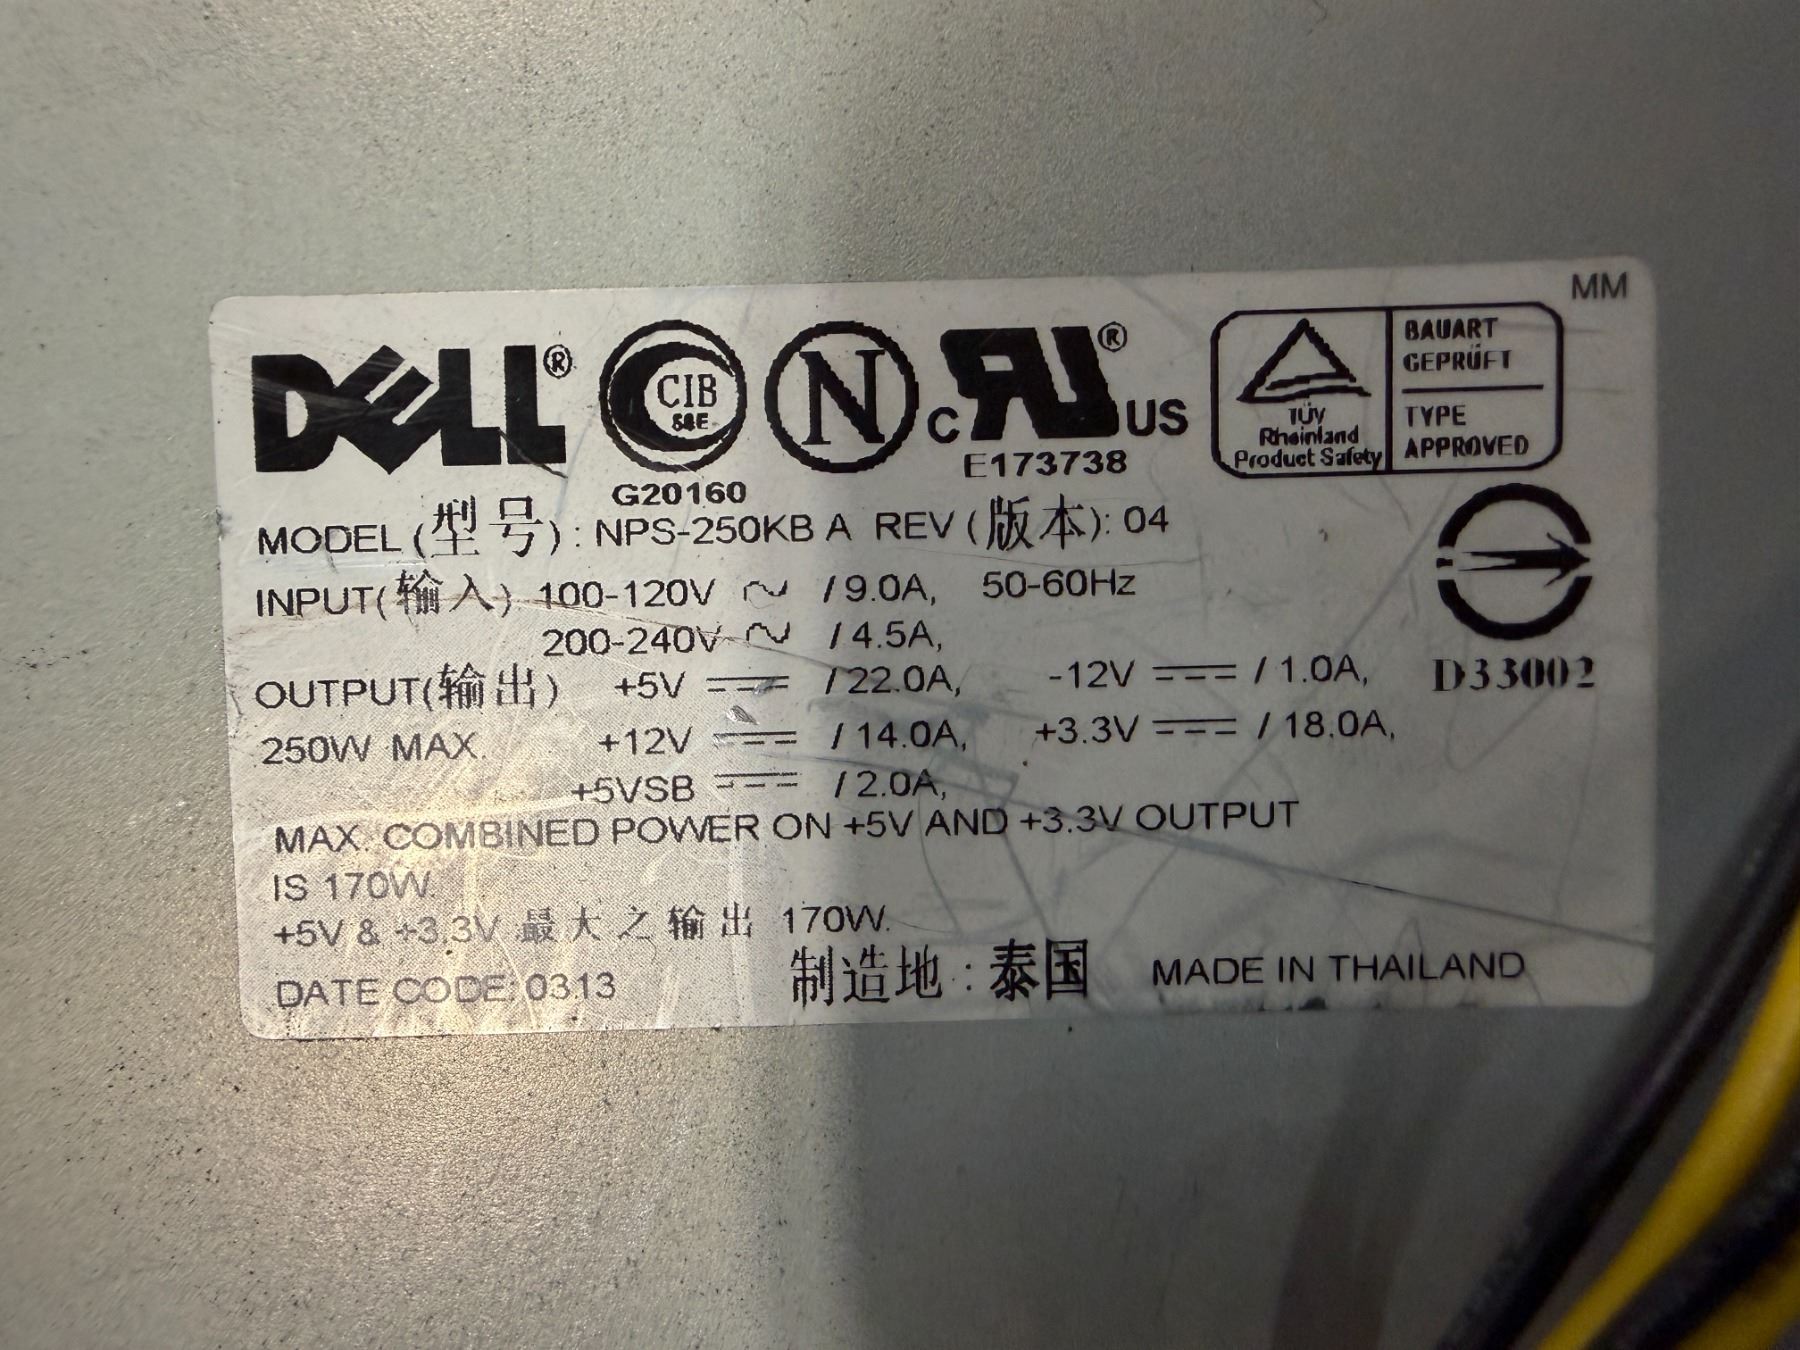 MM
DELL® CIB S&E N c RU® US TÜV Rheinland Product Safety BAUART GEPRÜFT TYPE APPROVED
G20160 E173738
MODEL (型号) : NPS-250KB A REV (版本): 04
INPUT(输入) 100-120V ~ / 9.0A, 50-60Hz
200-240V ~ / 4.5A,
OUTPUT(输出) +5V ⎓ / 22.0A, -12V ⎓ / 1.0A, D33002
250W MAX. +12V ⎓ / 14.0A, +3.3V ⎓ / 18.0A,
+5VSB ⎓ / 2.0A,
MAX. COMBINED POWER ON +5V AND +3.3V OUTPUT
IS 170W.
+5V & +3.3V 最大之输出 170W.
DATE CODE: 0313 制造地 : 泰国 MADE IN THAILAND